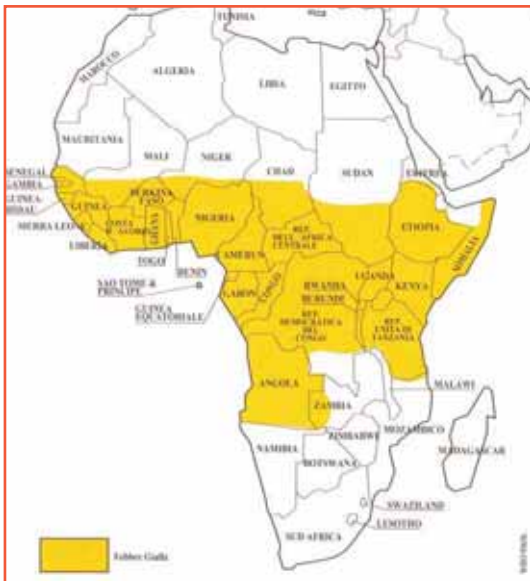 TUNISIA
MAROCCO
ALGERIA
LIBIA
EGITTO
MAURITANIA
MALI
NIGER
CHAD
SUDAN
ERITREA
SENEGAL
GAMBIA
GUINEA-
BISSAU
GUINEA
BURKINA
FASO
SIERRA LEONE
COSTA
D'AVORIO
GHANA
LIBERIA
TOGO
BENIN
NIGERIA
CAMERUN
REP.
DELL'AFRICA
CENTRALE
ETIOPIA
SOMALIA
SAO TOME &
PRINCIPE
GUINEA
EQUATORIALE
GABON
CONGO
UGANDA
KENYA
RWANDA
BURUNDI
REP.
DEMOCRATICA
DEL
CONGO
REP.
UNITA DI
TANZANIA
ANGOLA
ZAMBIA
MALAWI
MOZAMBICO
ZIMBABWE
MADAGASCAR
NAMIBIA
BOTSWANA
SWAZILAND
LESOTHO
SUD AFRICA
Febbre Gialla